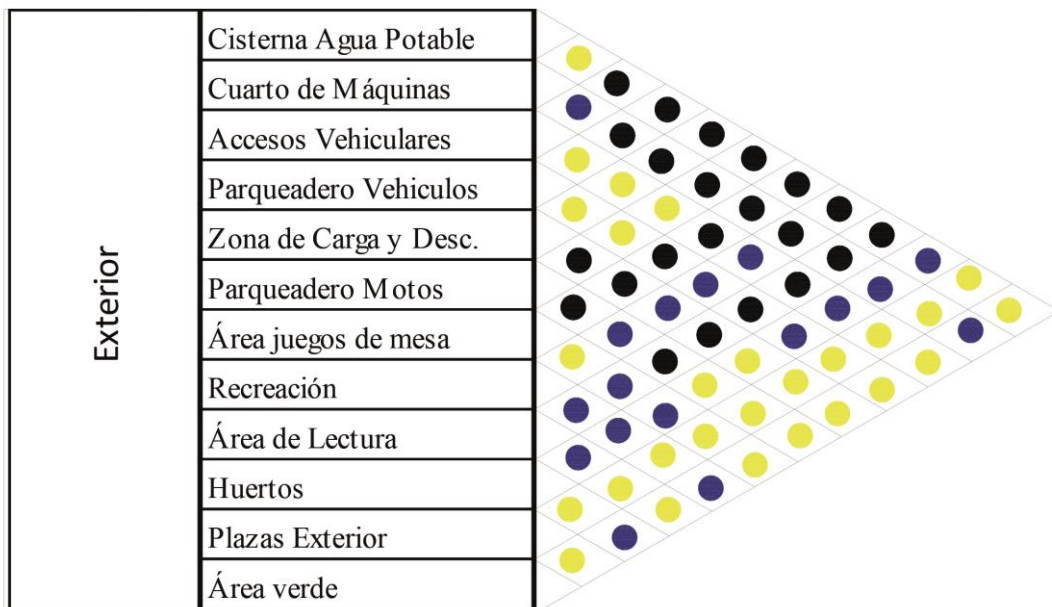 Exterior
Cisterna Agua Potable
Cuarto de Máquinas
Accesos Vehiculares
Parqueadero Vehiculos
Zona de Carga y Desc.
Parqueadero Motos
Área juegos de mesa
Recreación
Área de Lectura
Huertos
Plazas Exterior
Área verde